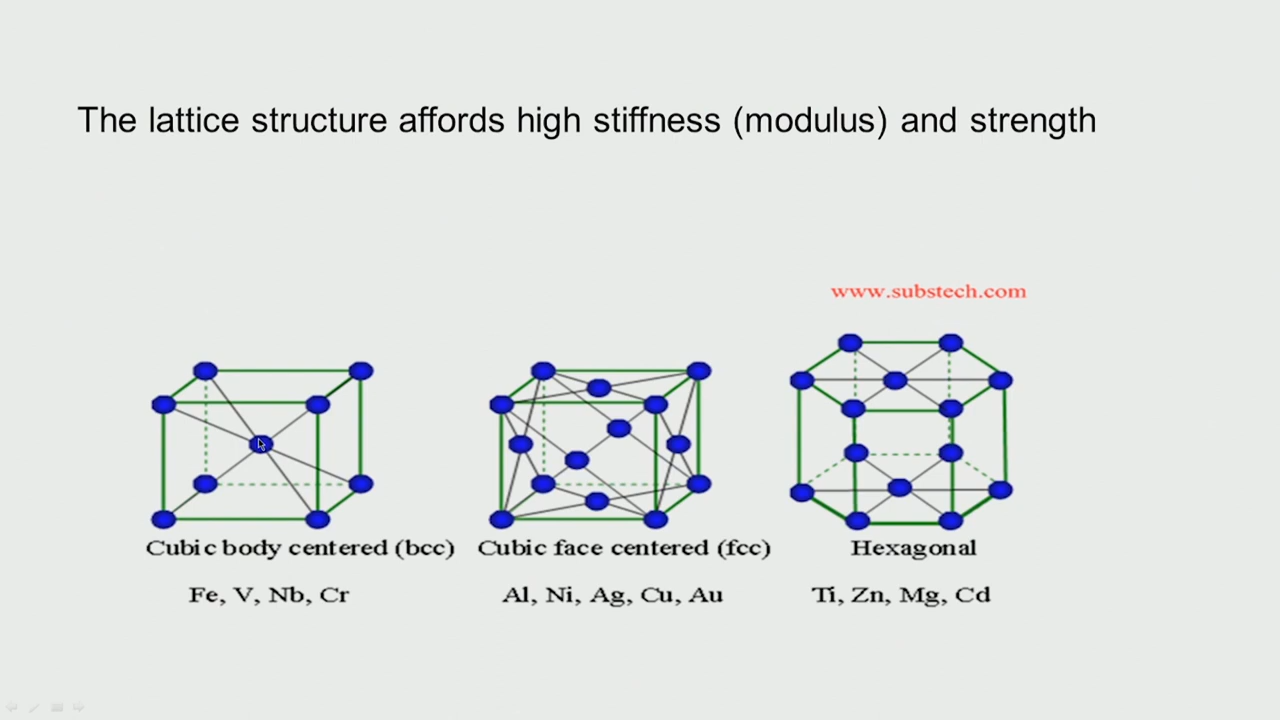 The lattice structure affords high stiffness (modulus) and strength
www.substech.com
Cubic body centered (bcc) Cubic face centered (fcc) Hexagonal
Fe, V, Nb, Cr Al, Ni, Ag, Cu, Au Ti, Zn, Mg, Cd